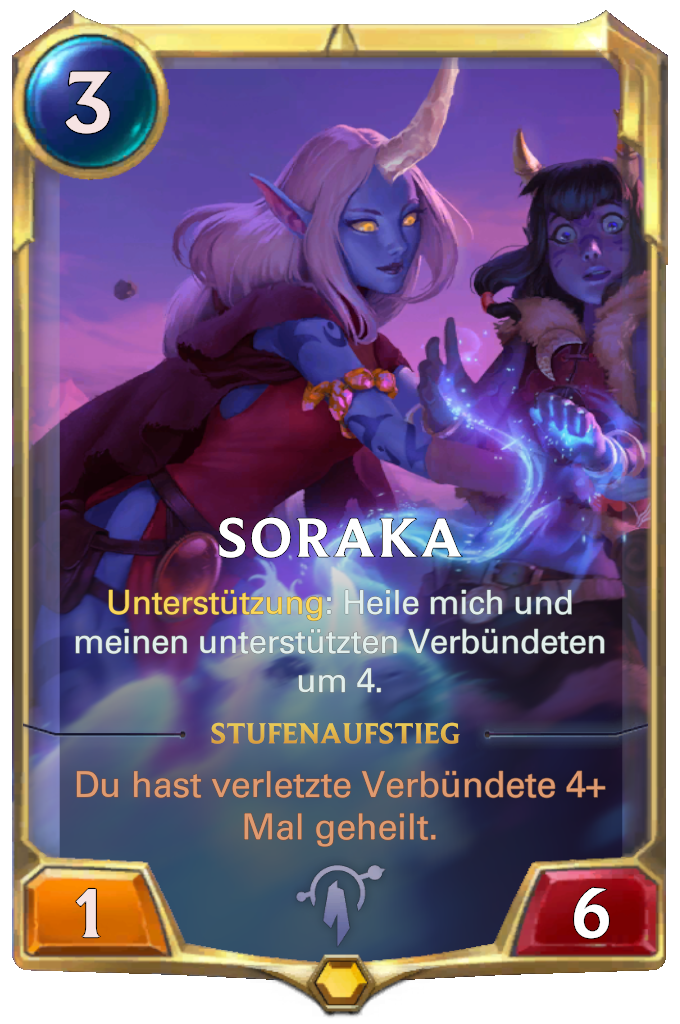 3
SORAKA
Unterstützung: Heile mich und
meinen unterstützten Verbündeten
um 4.
STUFENAUFSTIEG
Du hast verletzte Verbündete 4+
Mal geheilt.
1
6